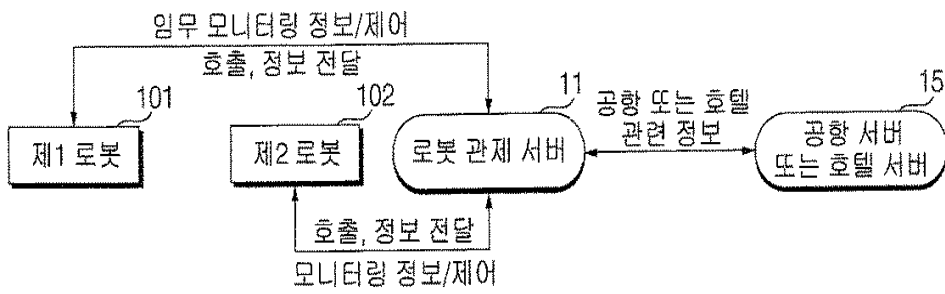 임무 모니터링 정보/제어
호출, 정보 전달
101
제1 로봇
102
제2 로봇
11
로봇 관제 서버
공항 또는 호텔
관련 정보
15
공항 서버
또는 호텔 서버
호출, 정보 전달
모니터링 정보/제어